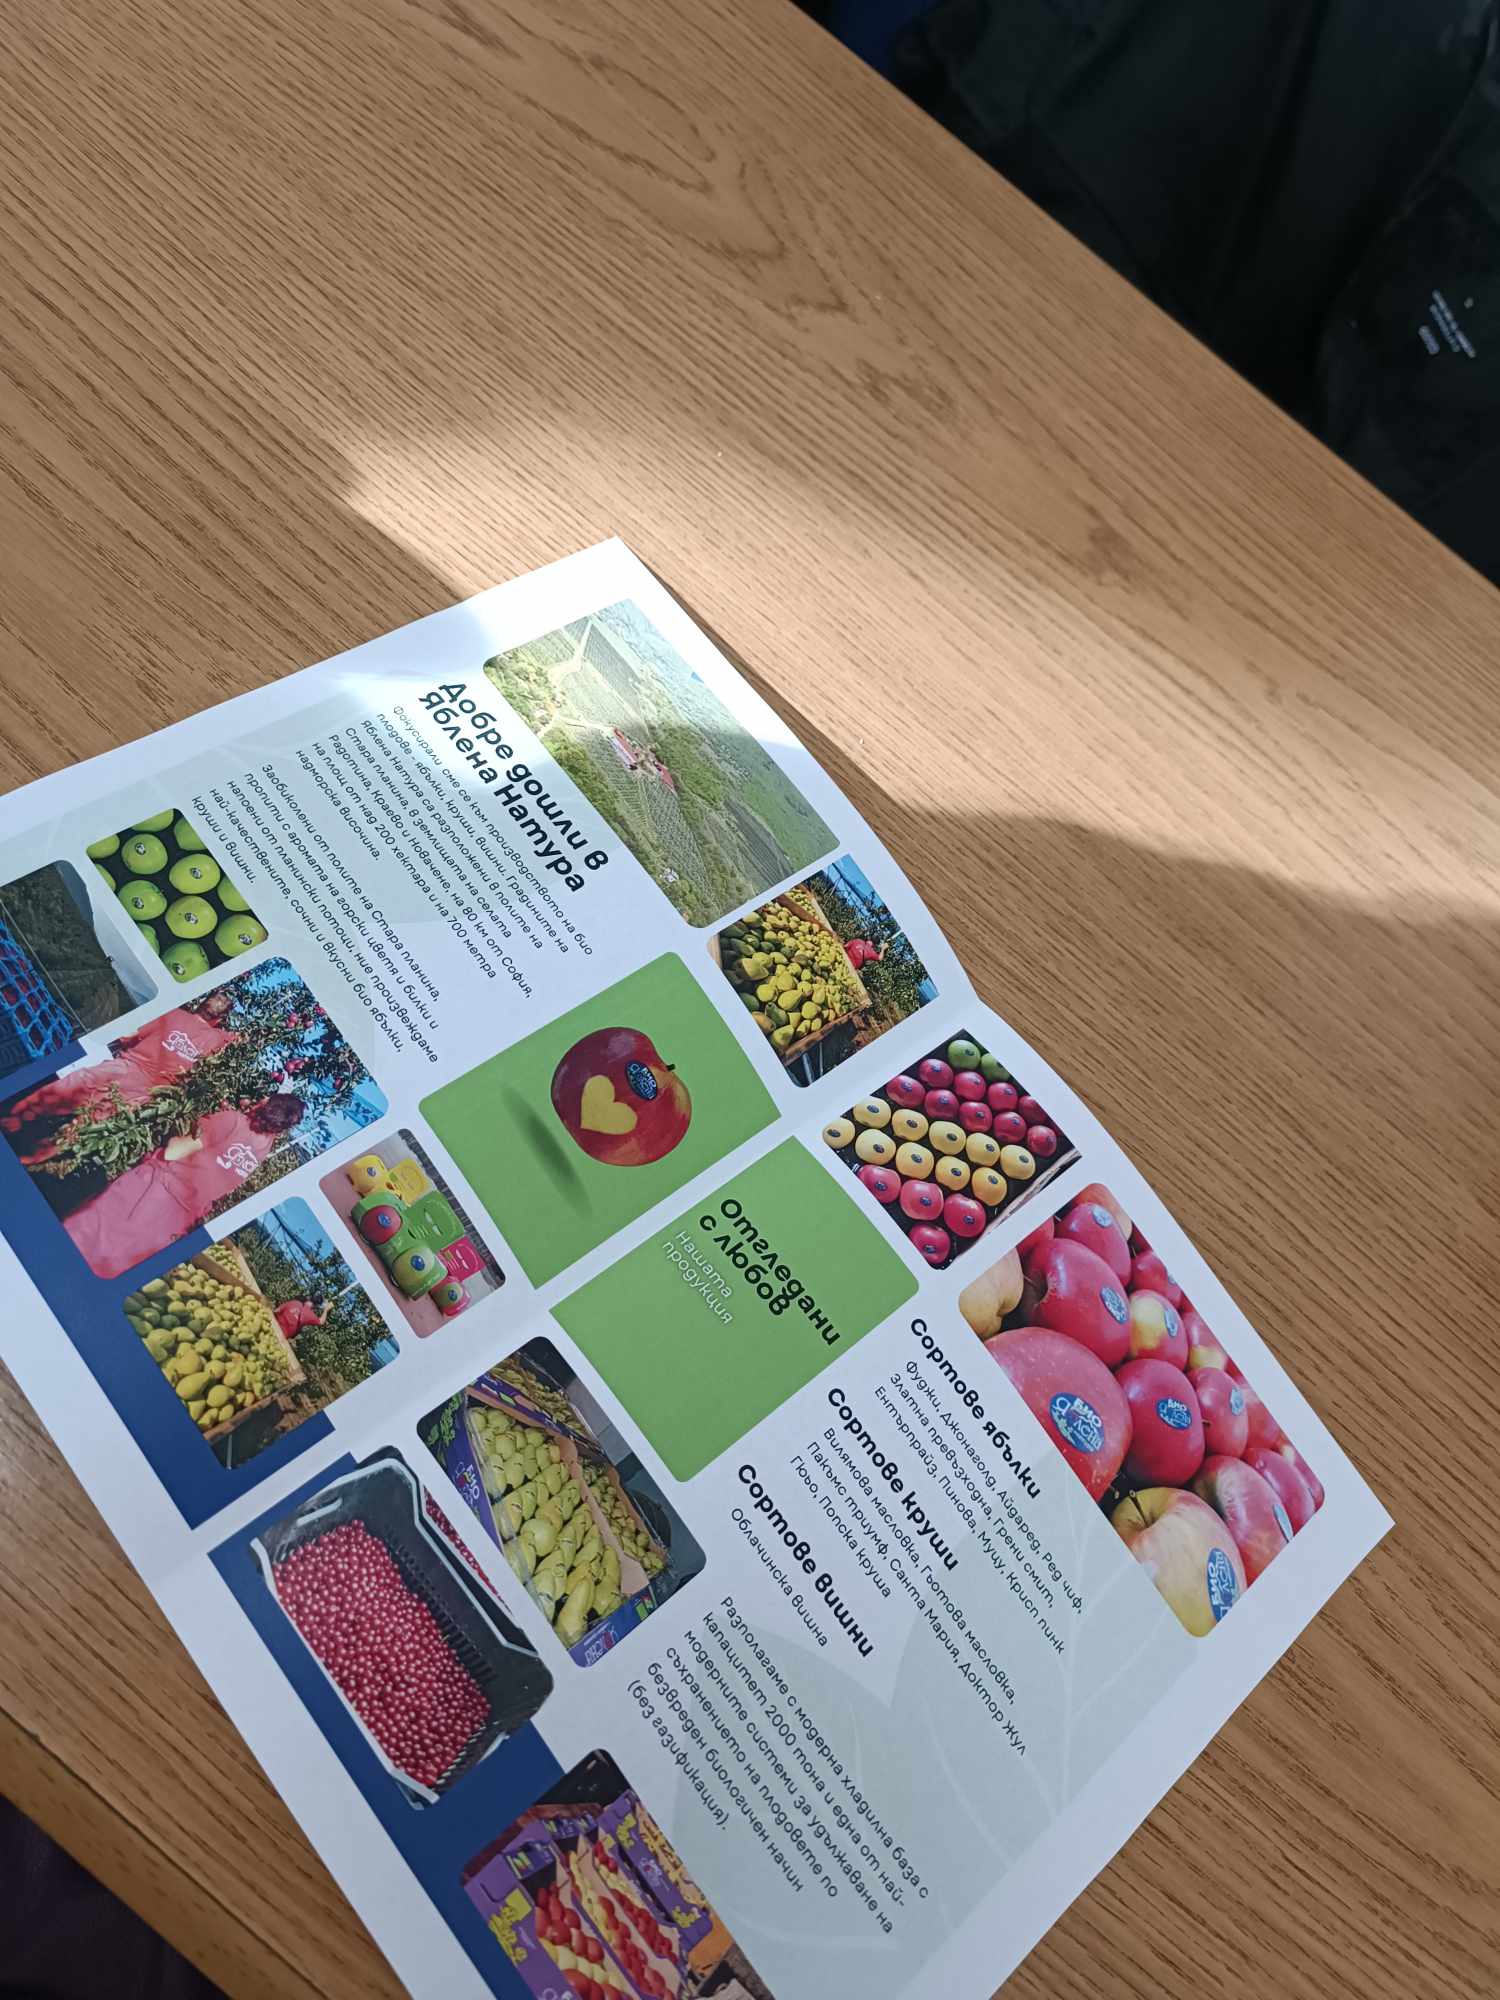 Добре дошли в
Яблена Натура
Фокусирали сме се към производството на био
плодове - ябълки, круши, вишни. Градините на
Яблена Натура са разположени в полите на
Стара планина, в землищата на селата
Радотина, Краево и Новачене, на 80 км от София,
на площ от над 200 хектара и на 700 метра
надморска височина.
Заобиколени от полите на Стара планина,
пропити с аромата на горски цветя и билки и
напоени от планински потоци, ние произвеждаме
най-качествените, сочни и вкусни био ябълки,
круши и вишни.
Отгледани
с любов
Нашата
продукция
Сортове ябълки
Фуджи, Джонаголд, Айдаред, Ред чиф,
Златна превъзходна, Грени смит,
Ентърпрайз, Пинова, Муцу, Крисп пинк
Сортове круши
Вилямова масловка, Гьотова масловка,
Пакъмс триумф, Санта Мария, Доктор Жул
Гюьо, Попска круша
Сортове вишни
Облачинска вишна
Разполагаме с модерна хладилна база с
капацитет 2000 тона и една от най-
модерните системи за удължаване на
съхранението на плодовете по
безвреден биологичен начин
(без газификация).
БИО
БИО
БИО
БИО